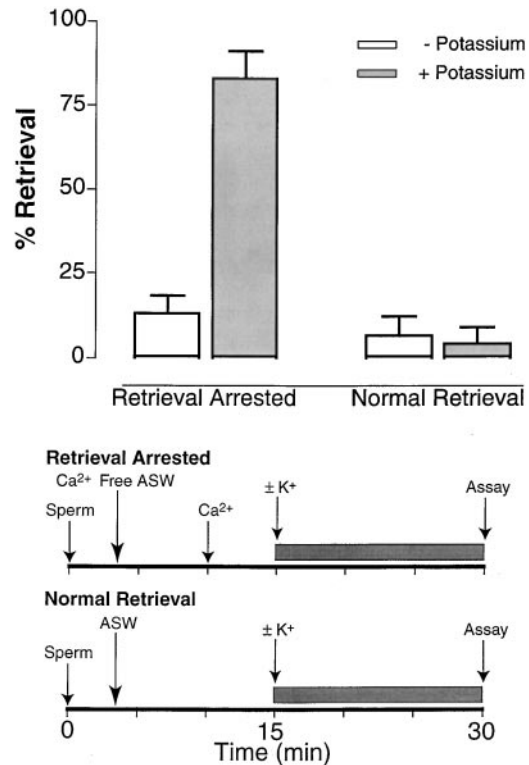 100
75
50
25
0
% Retrieval
- Potassium
+ Potassium
Retrieval Arrested
Normal Retrieval
Retrieval Arrested
Ca²⁺ Free ASW
Sperm
Ca²⁺
± K⁺
Assay
Normal Retrieval
ASW
Sperm
± K⁺
Assay
0
15
30
Time (min)